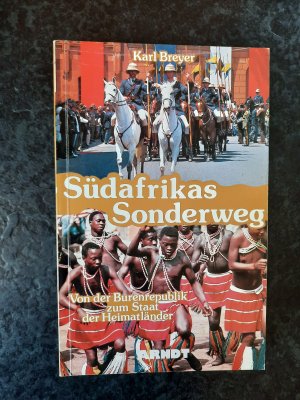 Karl Breyer
Südafrikas
Sonderweg
Von der Burenrepublik
zum Staat
der Heimatländer
ARNDT